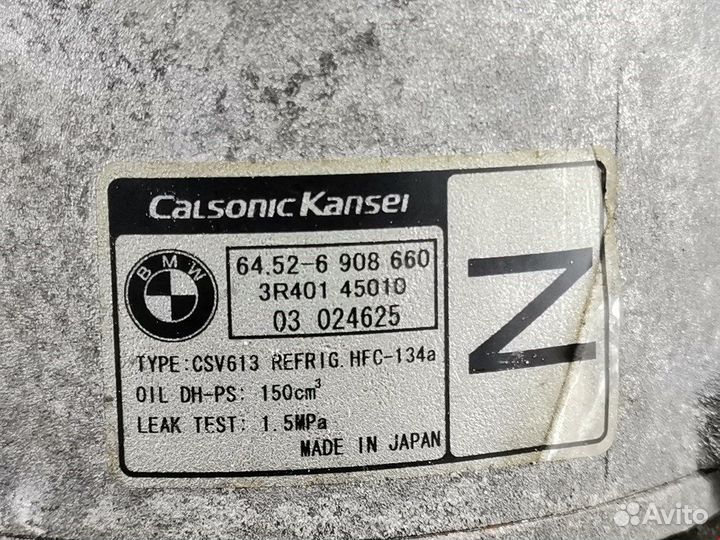 Calsonic Kansei
BMW
64.52-6 908 660
3R401 45010
03 024625
TYPE:CSV613 REFRIG.HFC-134a
OIL DH-PS: 150cm³
LEAK TEST: 1.5MPa
MADE IN JAPAN
Z
Avito